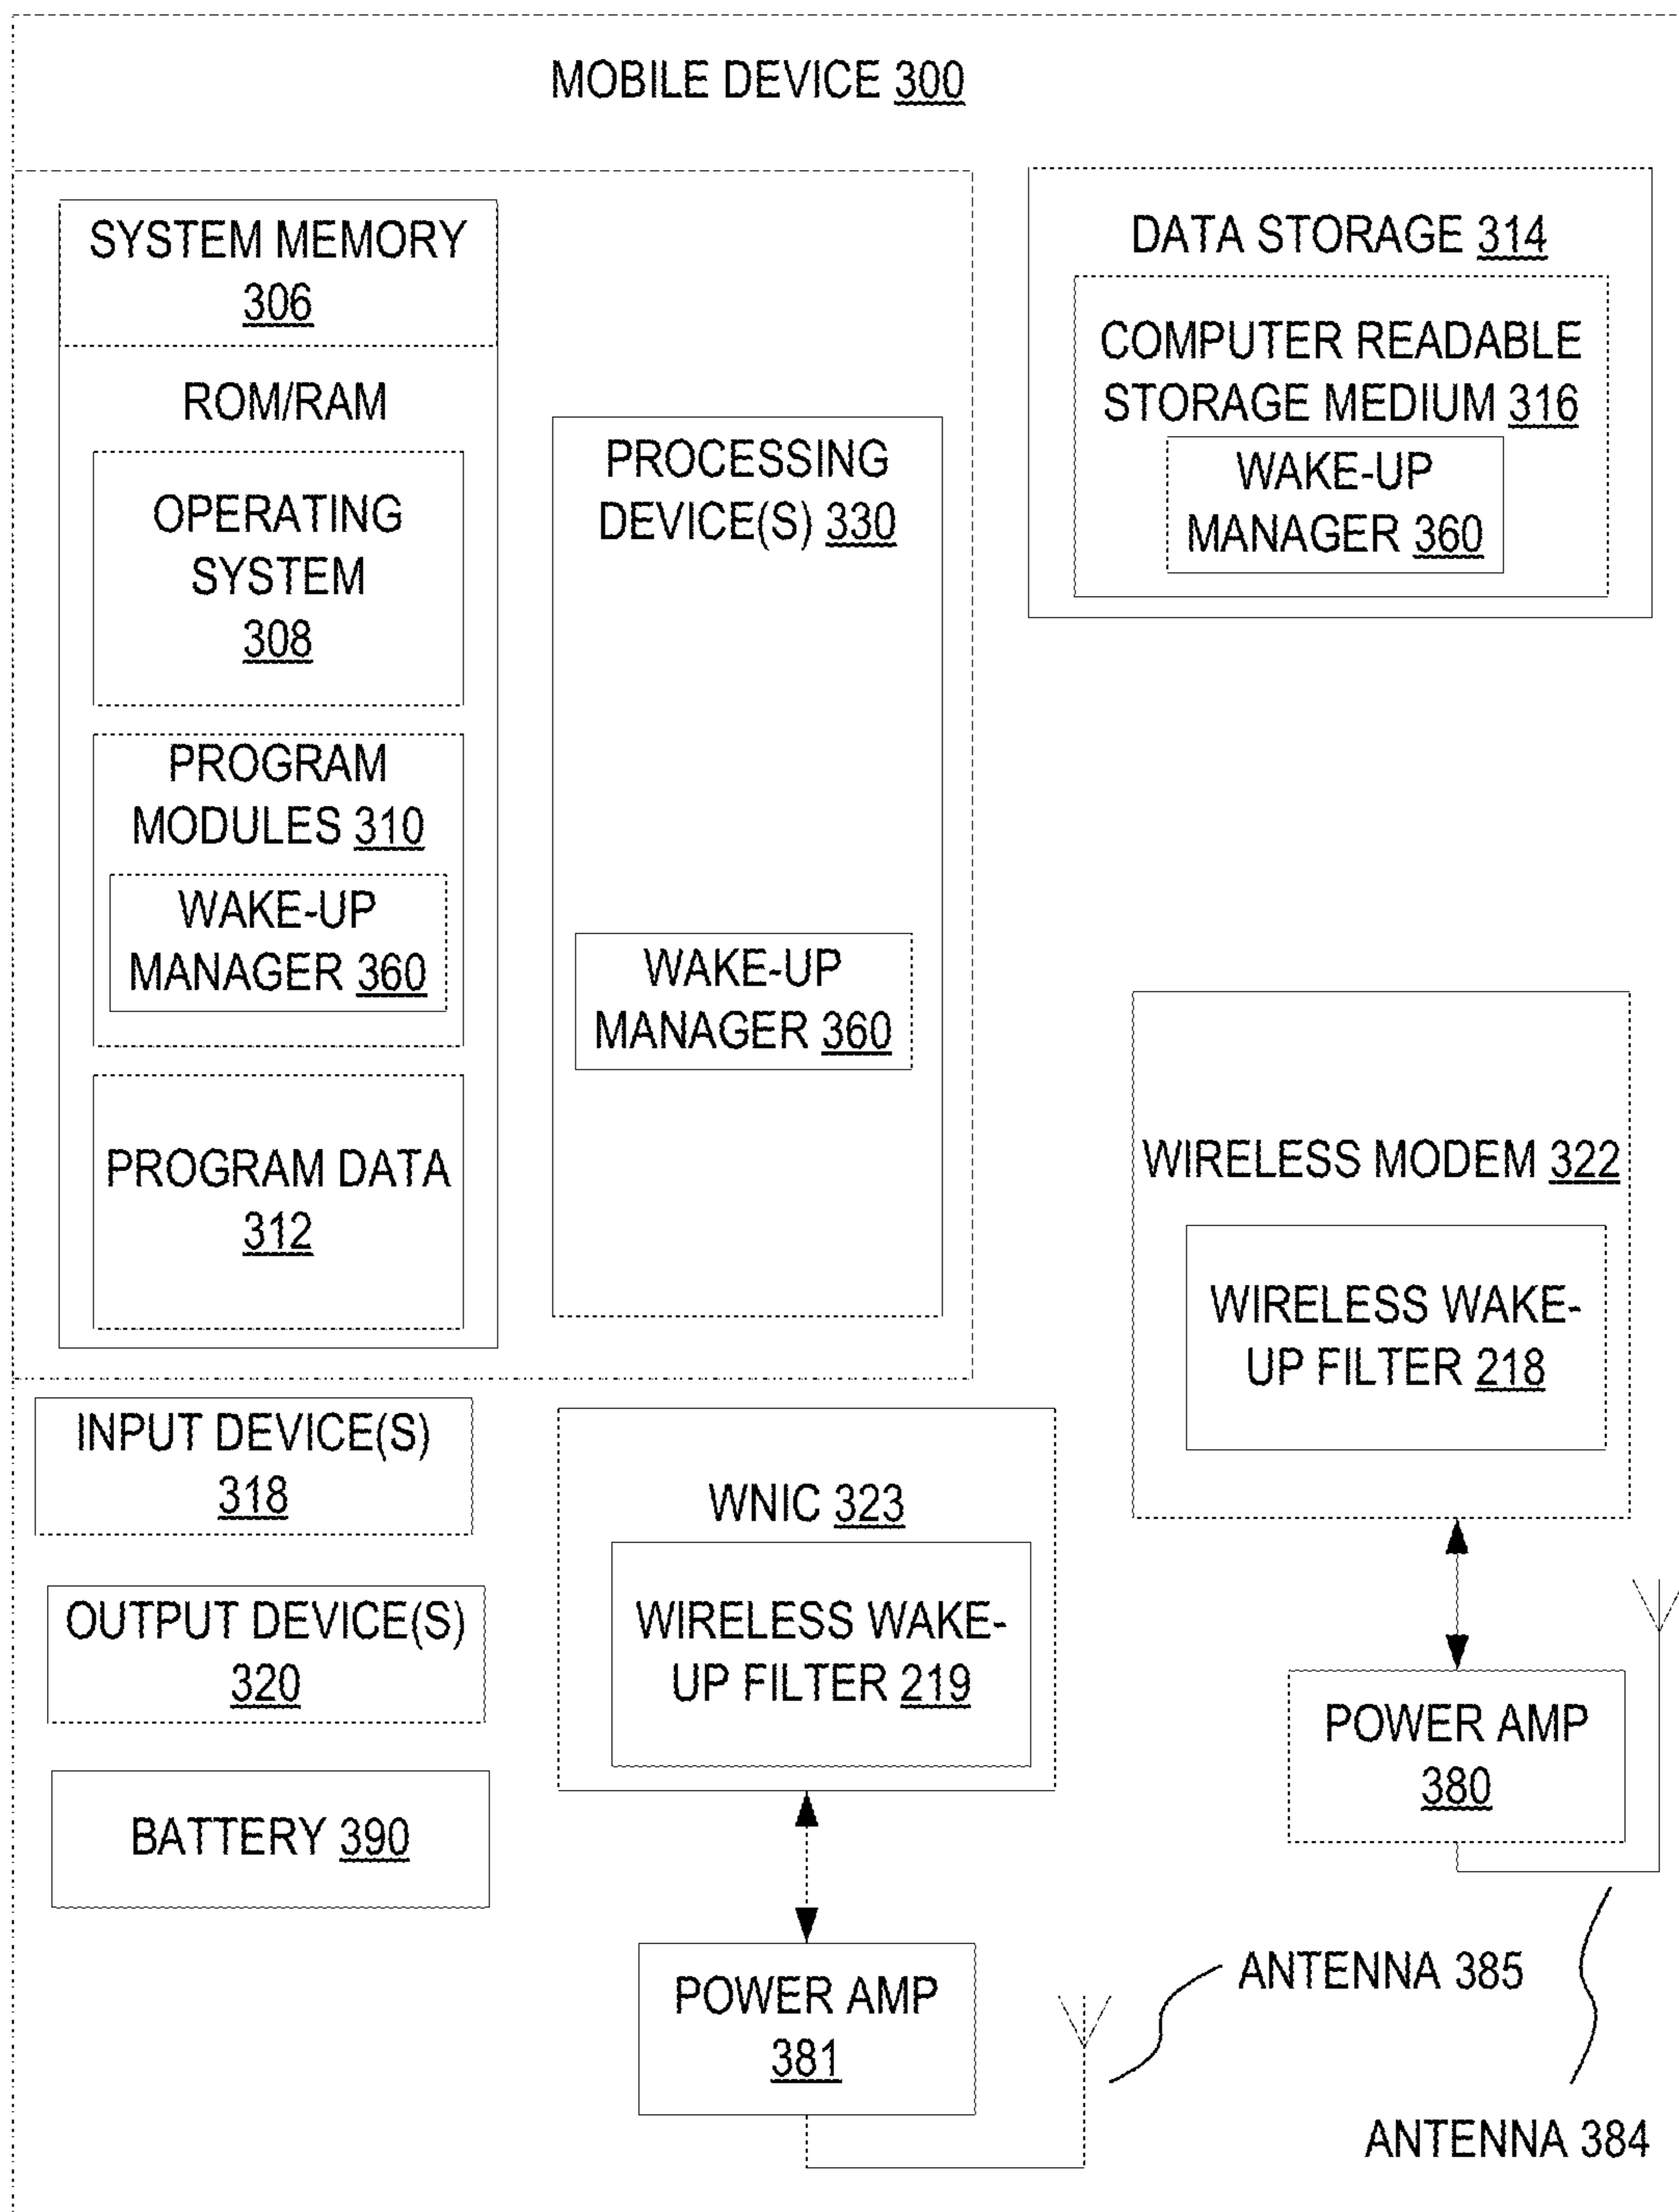 MOBILE DEVICE 300
SYSTEM MEMORY
306
ROM/RAM
OPERATING
SYSTEM
308
PROGRAM
MODULES 310
WAKE-UP
MANAGER 360
PROGRAM DATA
312
PROCESSING
DEVICE(S) 330
WAKE-UP
MANAGER 360
DATA STORAGE 314
COMPUTER READABLE
STORAGE MEDIUM 316
WAKE-UP
MANAGER 360
WIRELESS MODEM 322
WIRELESS WAKE-
UP FILTER 218
INPUT DEVICE(S)
318
OUTPUT DEVICE(S)
320
BATTERY 390
WNIC 323
WIRELESS WAKE-
UP FILTER 219
POWER AMP
380
POWER AMP
381
ANTENNA 385
ANTENNA 384